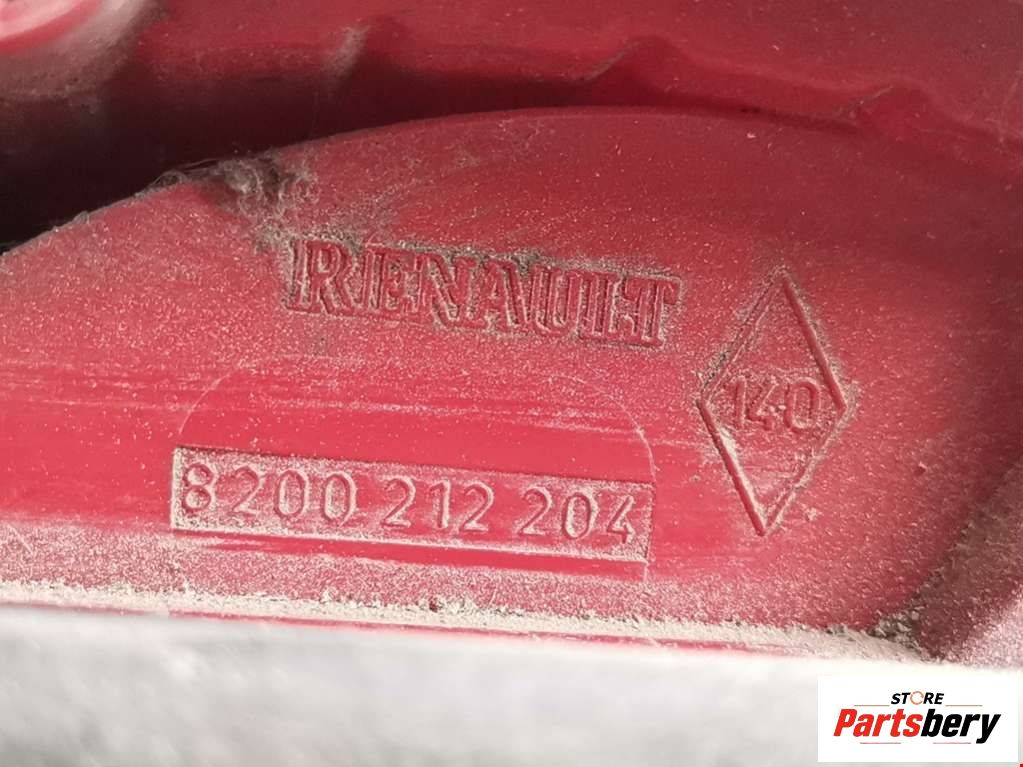 RENAULT
140
8200 212 204
STORE
Partsbery